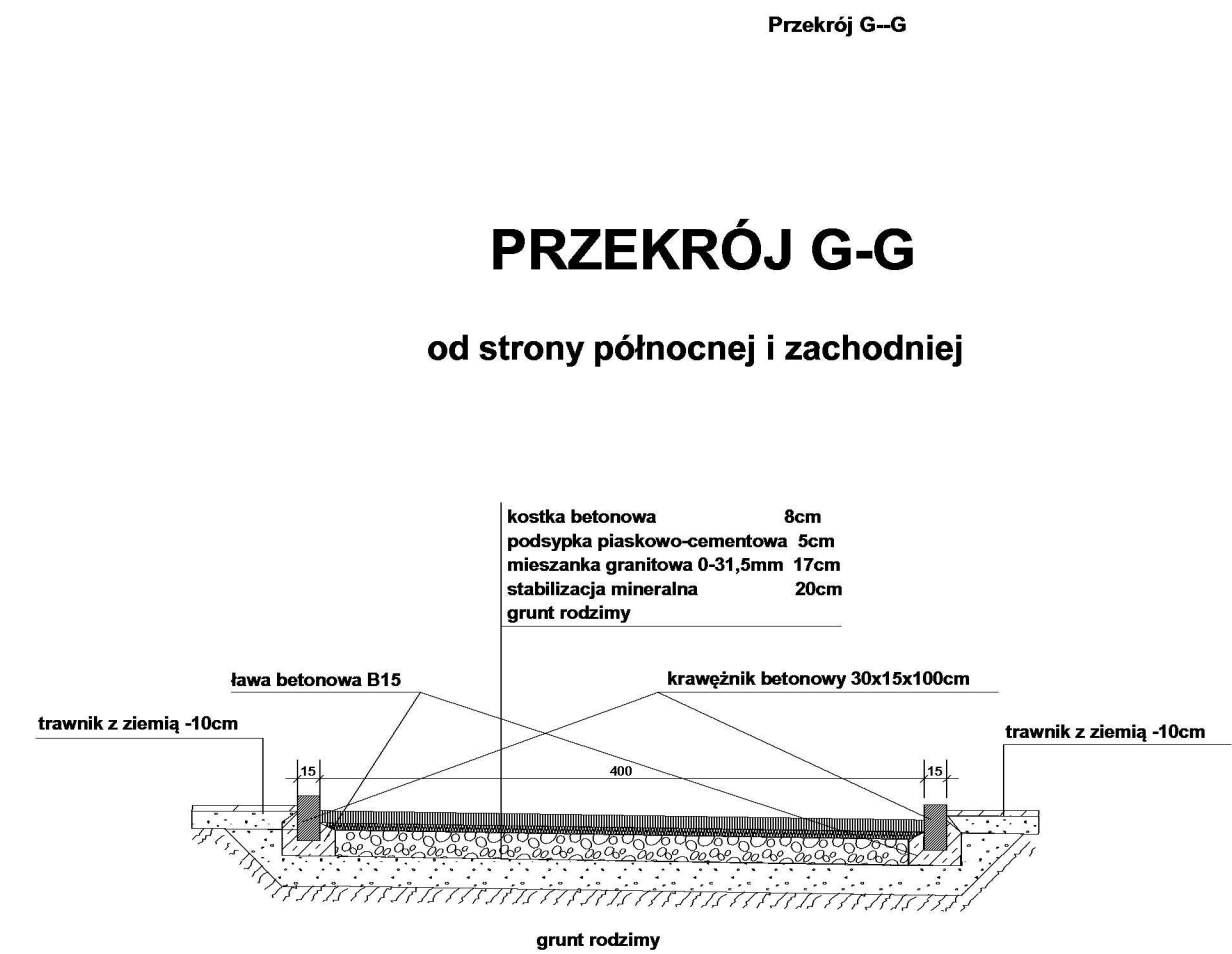 Przekrój G--G
PRZEKRÓJ G-G
od strony północnej i zachodniej
kostka betonowa 8cm
podsypka piaskowo-cementowa 5cm
mieszanka granitowa 0-31,5mm 17cm
stabilizacja mineralna 20cm
grunt rodzimy
ława betonowa B15
krawężnik betonowy 30x15x100cm
trawnik z ziemią -10cm
trawnik z ziemią -10cm
15 400 15
grunt rodzimy